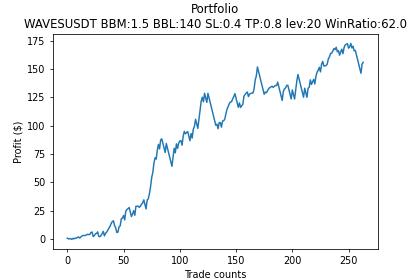 Portfolio
WAVESUSDT BBM:1.5 BBL:140 SL:0.4 TP:0.8 lev:20 WinRatio:62.0
175
150
125
100
75
50
25
0
Profit ($)
0 50 100 150 200 250
Trade counts